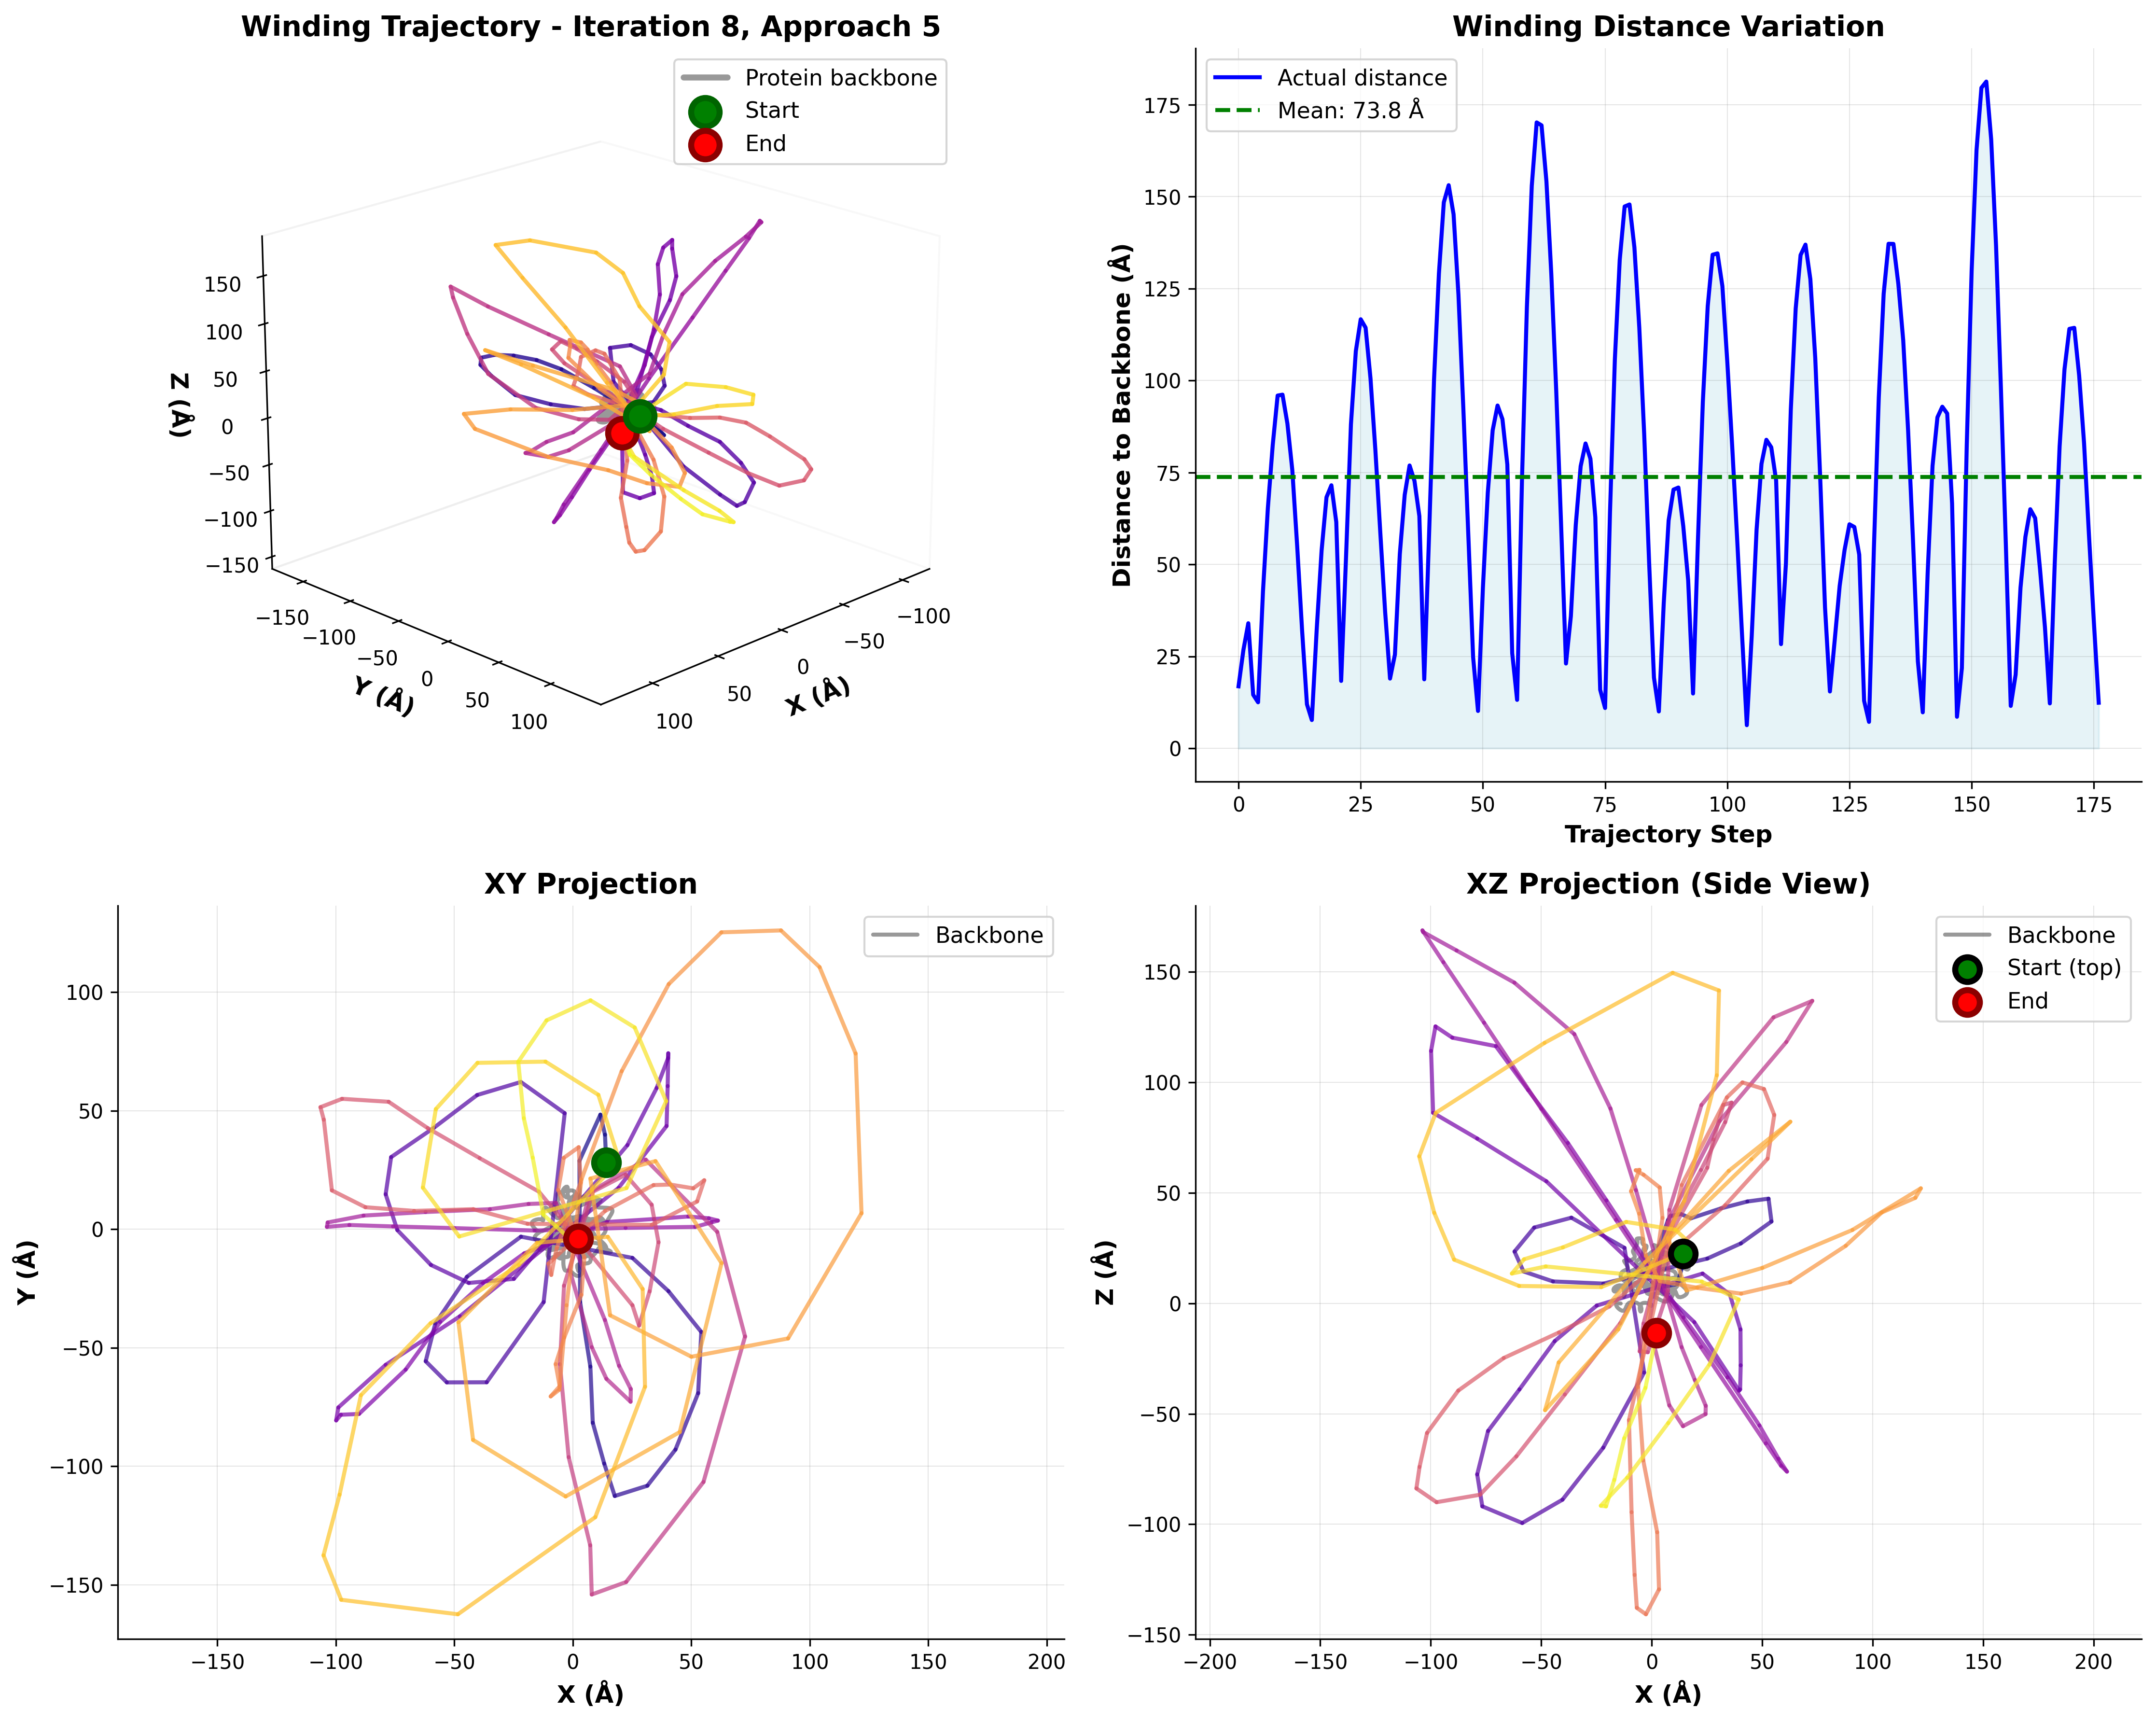 Winding Trajectory - Iteration 8, Approach 5
Protein backbone
Start
End
150
100
50
0
−50
−100
−150
Z (Å)
−150
−100
−50
0
50
100
Y (Å)
100
50
0
−50
−100
X (Å)
Winding Distance Variation
Actual distance
Mean: 73.8 Å
175
150
125
100
75
50
25
0
Distance to Backbone (Å)
0 25 50 75 100 125 150 175
Trajectory Step
XY Projection
Backbone
100
50
0
−50
−100
−150
Y (Å)
−150 −100 −50 0 50 100 150 200
X (Å)
XZ Projection (Side View)
Backbone
Start (top)
End
150
100
50
0
−50
−100
−150
Z (Å)
−200 −150 −100 −50 0 50 100 150 200
X (Å)